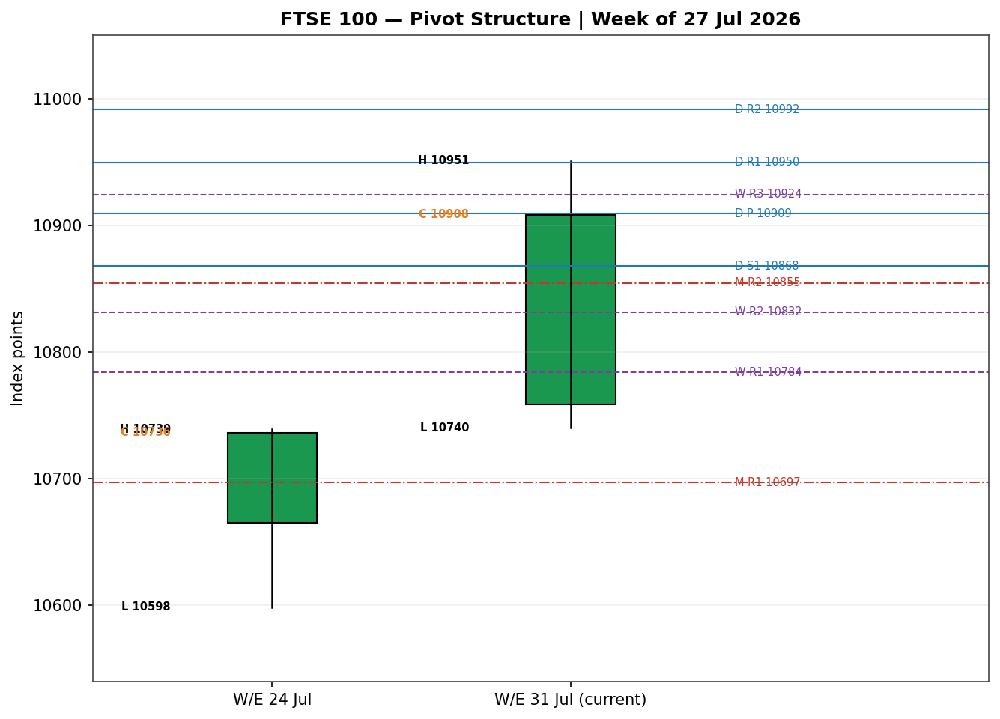 FTSE 100 — Pivot Structure | Week of 27 Jul 2026
Index points
11000
10900
10800
10700
10600
D R2 10992
H 10951
D R1 10950
W R3 10924
C 10908
D P 10909
D S1 10868
M R2 10855
W R2 10832
W R1 10784
H 10739
C 10736
L 10740
M R1 10697
L 10598
W/E 24 Jul
W/E 31 Jul (current)